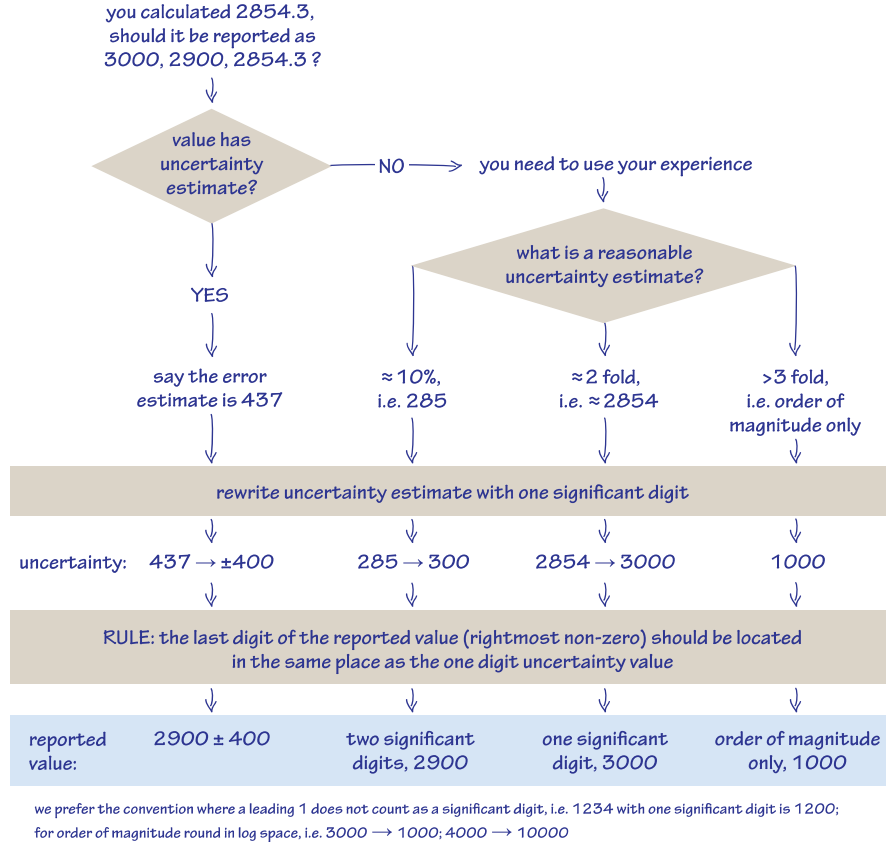 you calculated 2854.3,
should it be reported as
3000, 2900, 2854.3 ?
value has
uncertainty
estimate?
NO
you need to use your experience
what is a reasonable
uncertainty estimate?
YES
say the error
estimate is 437
≈ 10%,
i.e. 285
≈ 2 fold,
i.e. ≈ 2854
>3 fold,
i.e. order of
magnitude only
rewrite uncertainty estimate with one significant digit
uncertainty: 437 → ±400 285 → 300 2854 → 3000 1000
RULE: the last digit of the reported value (rightmost non-zero) should be located
in the same place as the one digit uncertainty value
reported
value:
2900 ± 400
two significant
digits, 2900
one significant
digit, 3000
order of magnitude
only, 1000
we prefer the convention where a leading 1 does not count as a significant digit, i.e. 1234 with one significant digit is 1200;
for order of magnitude round in log space, i.e. 3000 → 1000; 4000 → 10000